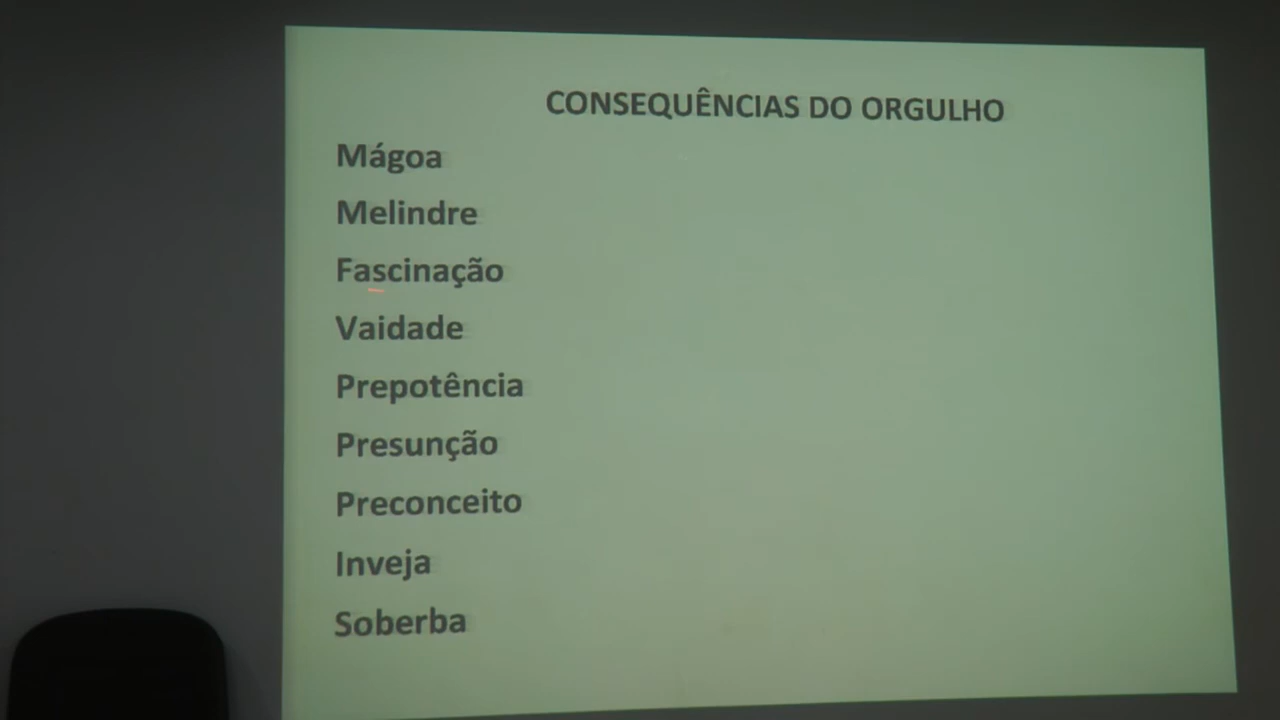 CONSEQUÊNCIAS DO ORGULHO
Mágoa
Melindre
Fascinação
Vaidade
Prepotência
Presunção
Preconceito
Inveja
Soberba